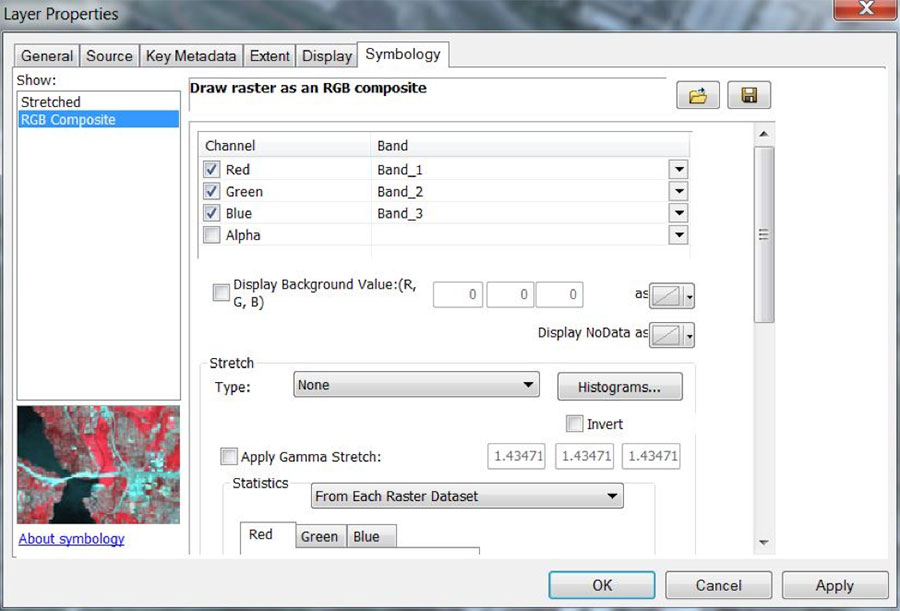 Layer Properties
General Source Key Metadata Extent Display Symbology
Show:
Stretched
RGB Composite
About symbology
Draw raster as an RGB composite
Channel Band
Red Band_1
Green Band_2
Blue Band_3
Alpha
Display Background Value:(R,
G, B) 0 0 0 as
Display NoData as
Stretch
Type: None Histograms...
Invert
Apply Gamma Stretch: 1.43471 1.43471 1.43471
Statistics
From Each Raster Dataset
Red Green Blue
OK Cancel Apply